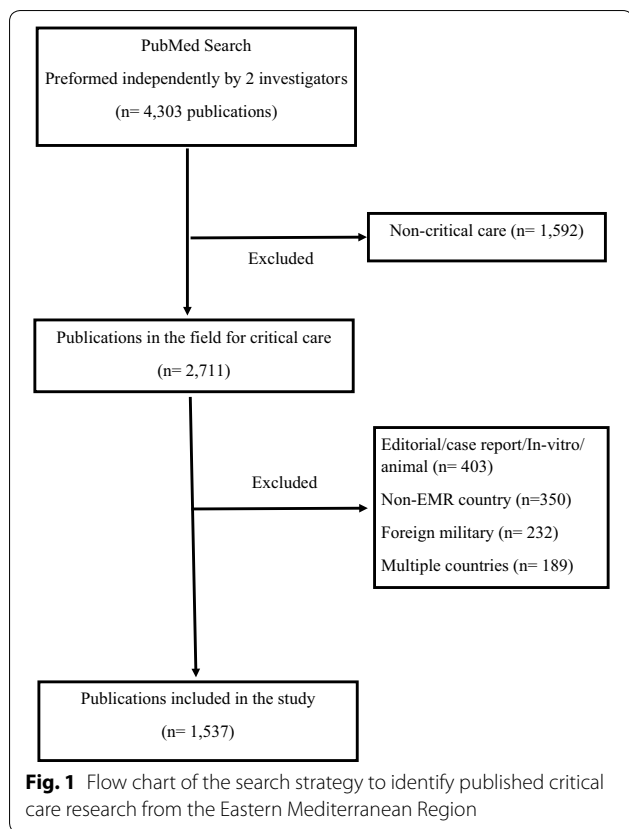 PubMed Search
Preformed independently by 2 investigators
(n= 4,303 publications)
Non-critical care (n= 1,592)
Excluded
Publications in the field for critical care
(n= 2,711)
Editorial/case report/In-vitro/
animal (n= 403)
Non-EMR country (n=350)
Foreign military (n= 232)
Multiple countries (n= 189)
Excluded
Publications included in the study
(n= 1,537)
Fig. 1 Flow chart of the search strategy to identify published critical
care research from the Eastern Mediterranean Region